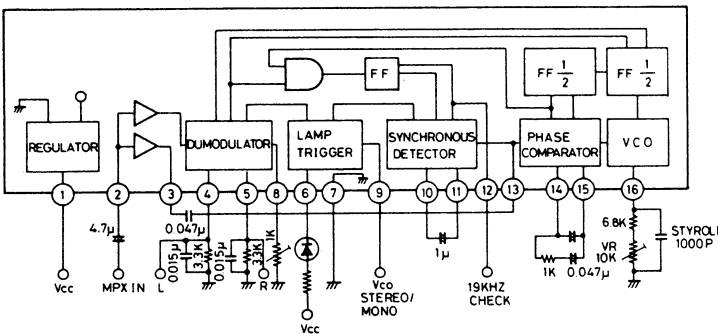 FF 1/2
FF 1/2
FF
REGULATOR
DUMODULATOR
LAMP
TRIGGER
SYNCHRONOUS
DETECTOR
PHASE
COMPARATOR
VCO
1
2
3
4
5
8
6
7
9
10
11
12
13
14
15
16
4.7μ
0.047μ
0.015μ
3.3K
0.015μ
3.3K
1K
1μ
1K
0.047μ
6.8K
VR
10K
STYROL
1000P
Vcc
MPX IN
L
R
Vcc
Vco
STEREO/
MONO
19KHZ
CHECK